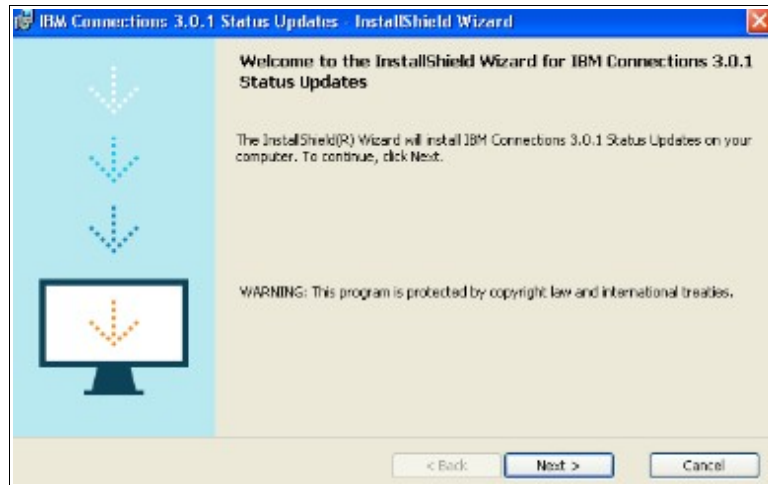 IBM Connections 3.0.1 Status Updates - InstallShield Wizard
Welcome to the InstallShield Wizard for IBM Connections 3.0.1
Status Updates
The InstallShield(R) Wizard will install IBM Connections 3.0.1 Status Updates on your
computer. To continue, click Next.
WARNING: This program is protected by copyright law and international treaties.
< Back
Next >
Cancel